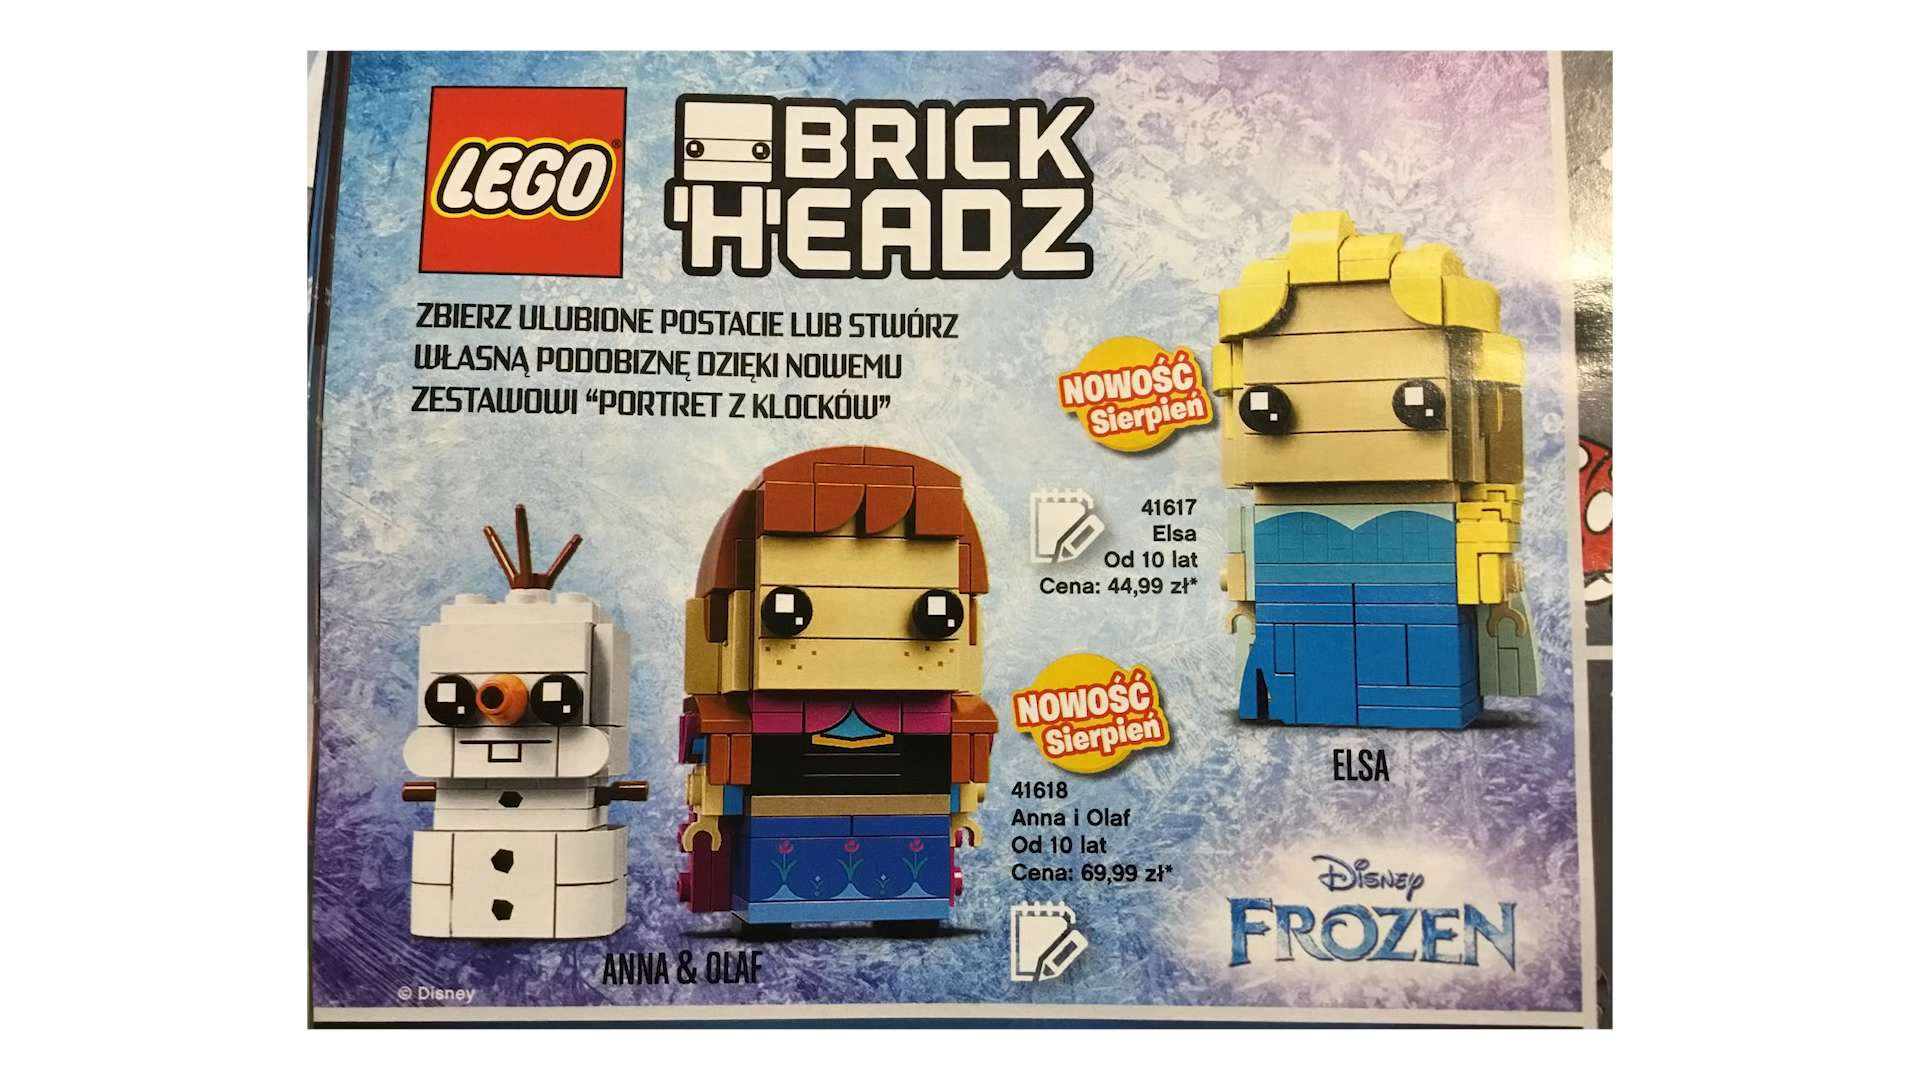 LEGO®
BRICK
HEADZ
ZBIERZ ULUBIONE POSTACIE LUB STWÓRZ
WŁASNĄ PODOBIZNĘ DZIĘKI NOWEMU
ZESTAWOWI “PORTRET Z KLOCKÓW”
NOWOŚĆ
Sierpień
41617
Elsa
Od 10 lat
Cena: 44,99 zł*
ELSA
NOWOŚĆ
Sierpień
41618
Anna i Olaf
Od 10 lat
Cena: 69,99 zł*
ANNA & OLAF
DISNEY
FROZEN
© Disney